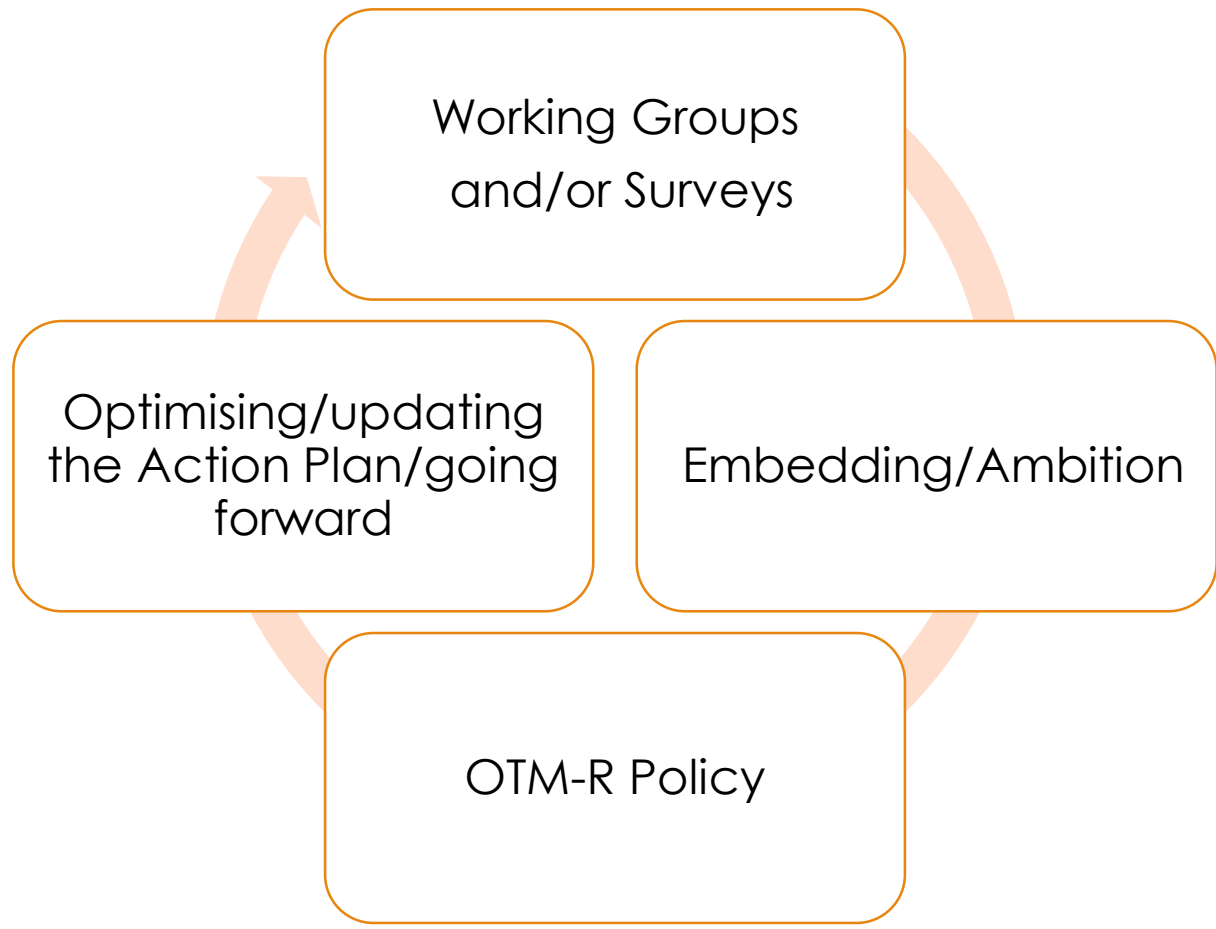 Working Groups
and/or Surveys
Optimising/updating
the Action Plan/going
forward
Embedding/Ambition
OTM-R Policy